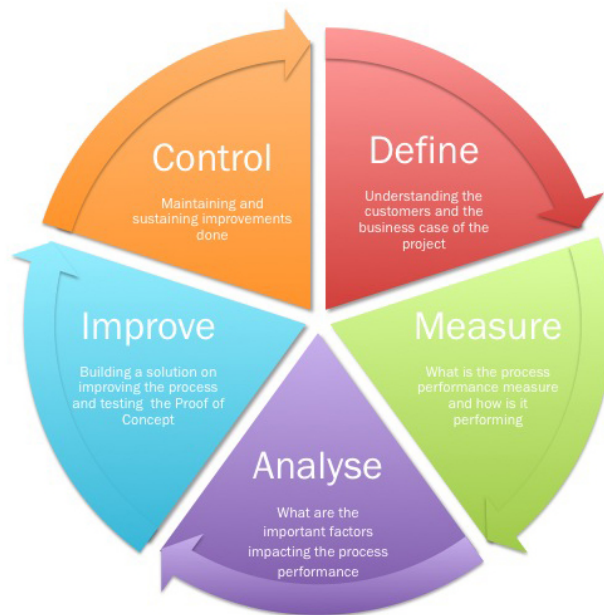 Control
Maintaining and
sustaining improvements
done
Define
Understanding the
customers and the
business case of the
project
Measure
What is the process
performance measure
and how is it
performing
Analyse
What are the
important factors
impacting the process
performance
Improve
Building a solution on
improving the process
and testing the Proof of
Concept